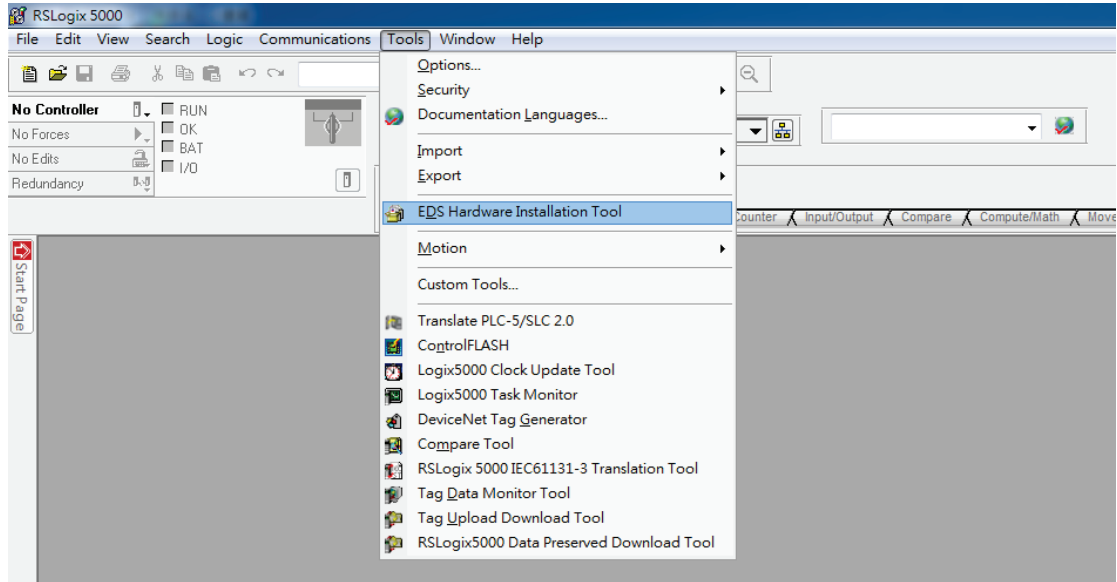 RSLogix 5000
File Edit View Search Logic Communications Tools Window Help
No Controller
No Forces
No Edits
Redundancy
RUN
OK
BAT
I/O
Start Page
Options...
Security
Documentation Languages...
Import
Export
EDS Hardware Installation Tool
Motion
Custom Tools...
Translate PLC-5/SLC 2.0
ControlFLASH
Logix5000 Clock Update Tool
Logix5000 Task Monitor
DeviceNet Tag Generator
Compare Tool
RSLogix 5000 IEC61131-3 Translation Tool
Tag Data Monitor Tool
Tag Upload Download Tool
RSLogix5000 Data Preserved Download Tool
Counter Input/Output Compare Compute/Math Move